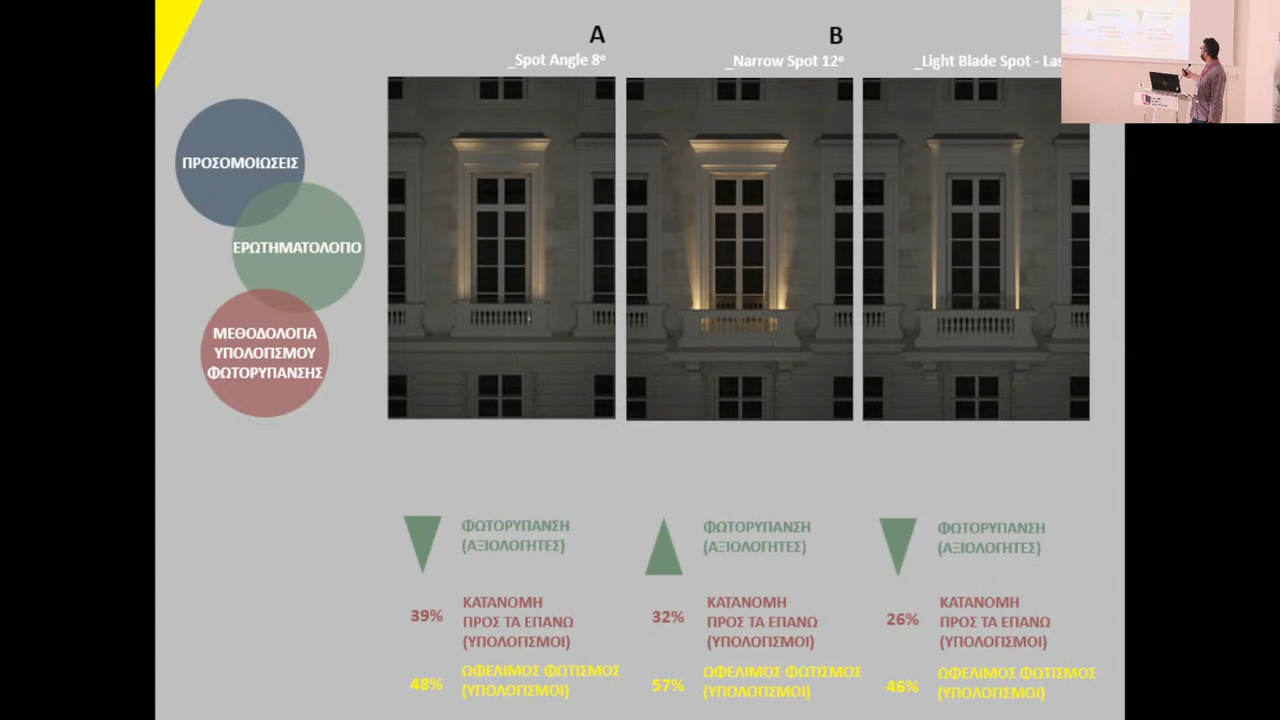 A
B
_Spot Angle 8º
_Narrow Spot 12º
_Light Blade Spot - Las
ΠΡΟΣΟΜΟΙΩΣΕΙΣ
ΕΡΩΤΗΜΑΤΟΛΟΓΙΟ
ΜΕΘΟΔΟΛΟΓΙΑ
ΥΠΟΛΟΓΙΣΜΟΥ
ΦΩΤΟΡΥΠΑΝΣΗΣ
ΦΩΤΟΡΥΠΑΝΣΗ
(ΑΞΙΟΛΟΓΗΤΕΣ)
39%
ΚΑΤΑΝΟΜΗ
ΠΡΟΣ ΤΑ ΕΠΑΝΩ
(ΥΠΟΛΟΓΙΣΜΟΙ)
48%
ΩΦΕΛΙΜΟΣ ΦΩΤΙΣΜΟΣ
(ΥΠΟΛΟΓΙΣΜΟΙ)
ΦΩΤΟΡΥΠΑΝΣΗ
(ΑΞΙΟΛΟΓΗΤΕΣ)
32%
ΚΑΤΑΝΟΜΗ
ΠΡΟΣ ΤΑ ΕΠΑΝΩ
(ΥΠΟΛΟΓΙΣΜΟΙ)
57%
ΩΦΕΛΙΜΟΣ ΦΩΤΙΣΜΟΣ
(ΥΠΟΛΟΓΙΣΜΟΙ)
ΦΩΤΟΡΥΠΑΝΣΗ
(ΑΞΙΟΛΟΓΗΤΕΣ)
26%
ΚΑΤΑΝΟΜΗ
ΠΡΟΣ ΤΑ ΕΠΑΝΩ
(ΥΠΟΛΟΓΙΣΜΟΙ)
46%
ΩΦΕΛΙΜΟΣ ΦΩΤΙΣΜΟΣ
(ΥΠΟΛΟΓΙΣΜΟΙ)